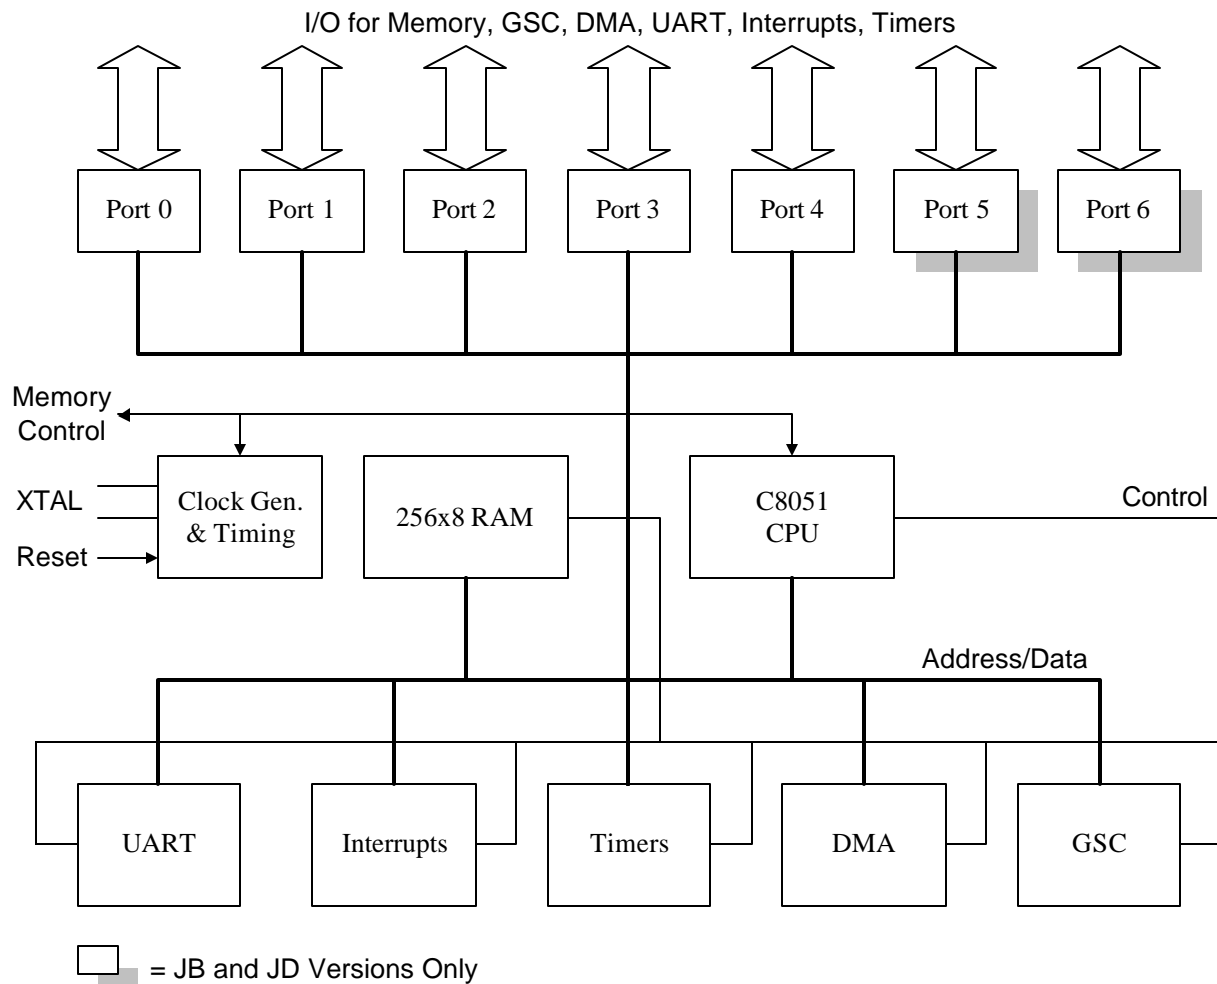 I/O for Memory, GSC, DMA, UART, Interrupts, Timers
Port 0
Port 1
Port 2
Port 3
Port 4
Port 5
Port 6
Memory
Control
XTAL
Reset
Clock Gen.
& Timing
256x8 RAM
C8051
CPU
Control
Address/Data
UART
Interrupts
Timers
DMA
GSC
= JB and JD Versions Only